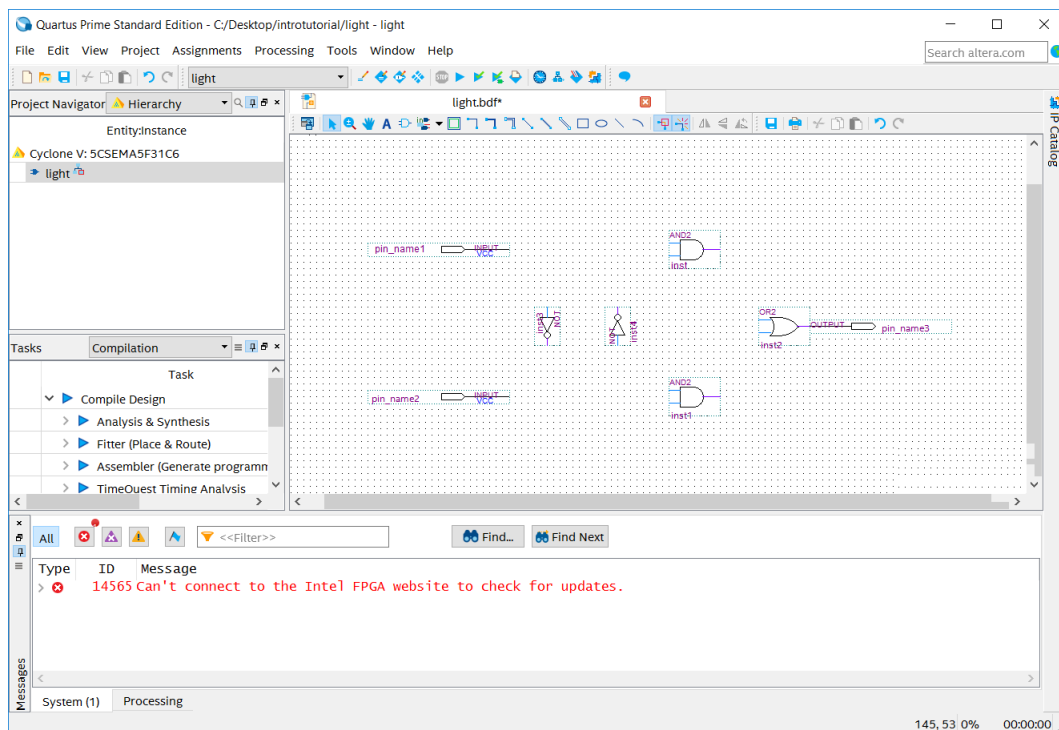 Quartus Prime Standard Edition - C:/Desktop/introtutorial/light - light
File Edit View Project Assignments Processing Tools Window Help
Search altera.com
light
Project Navigator Hierarchy
light.bdf*
Entity:Instance
Cyclone V: 5CSEMA5F31C6
light
IP Catalog
pin_name1 INPUT
VCC
AND2
inst
inst3
NOT
NOT
inst4
OR2
OUTPUT pin_name3
inst2
pin_name2 INPUT
VCC
AND2
inst1
Tasks Compilation
Task
Compile Design
Analysis & Synthesis
Fitter (Place & Route)
Assembler (Generate programm
TimeQuest Timing Analysis
All <<Filter>> Find... Find Next
Type ID Message
14565 Can't connect to the Intel FPGA website to check for updates.
Messages
System (1) Processing
145, 53 0% 00:00:00